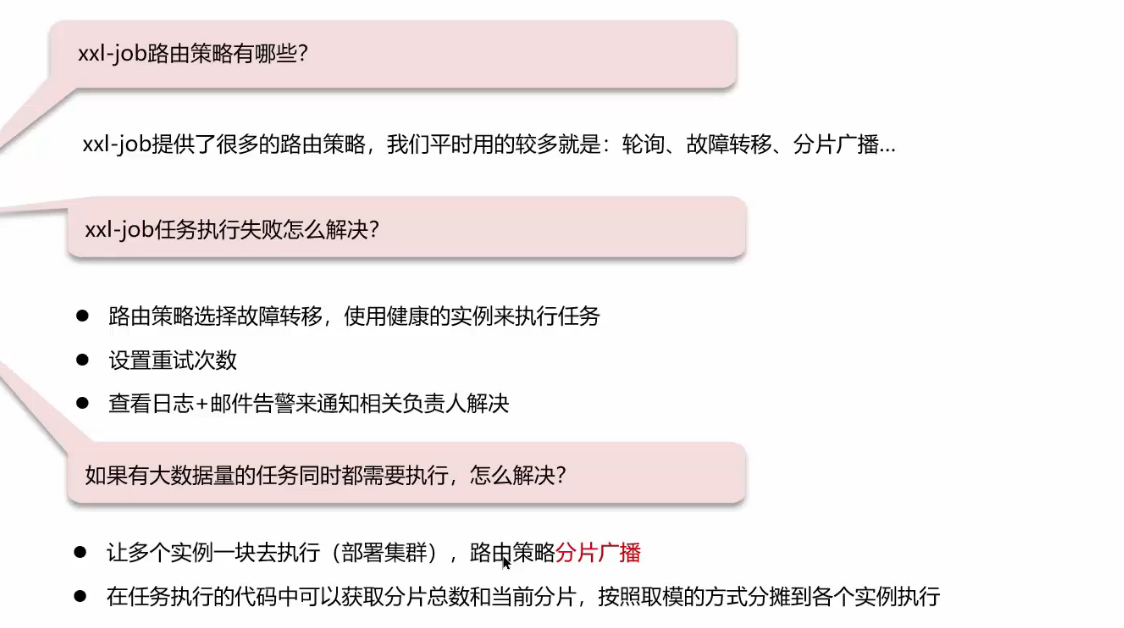 xxl-job路由策略有哪些？
xxl-job提供了很多的路由策略，我们平时用的较多就是：轮询、故障转移、分片广播...
xxl-job任务执行失败怎么解决？
● 路由策略选择故障转移，使用健康的实例来执行任务
● 设置重试次数
● 查看日志+邮件告警来通知相关负责人解决
如果有大数据量的任务同时都需要执行，怎么解决？
● 让多个实例一块去执行（部署集群），路由策略分片广播
● 在任务执行的代码中可以获取分片总数和当前分片，按照取模的方式分摊到各个实例执行